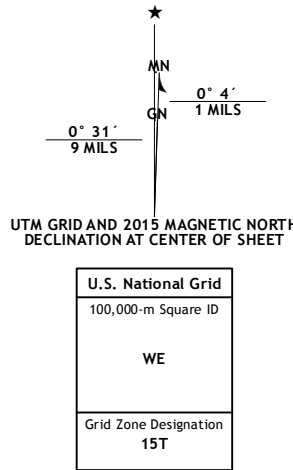 ★
MN
0° 4´
1 MILS
GN
0° 31´
9 MILS
UTM GRID AND 2015 MAGNETIC NORTH
DECLINATION AT CENTER OF SHEET
U.S. National Grid
100,000-m Square ID
WE
Grid Zone Designation
15T